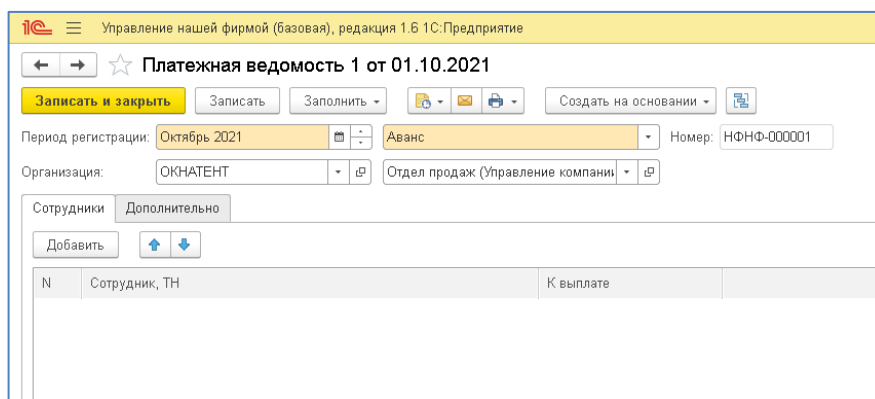 1С Управление нашей фирмой (базовая), редакция 1.6 1С:Предприятие
Платежная ведомость 1 от 01.10.2021
Записать и закрыть Записать Заполнить Создать на основании
Период регистрации: Октябрь 2021 Аванс Номер: НФНФ-000001
Организация: ОКНАТЕНТ Отдел продаж (Управление компании
Сотрудники Дополнительно
Добавить
N Сотрудник, ТН К выплате